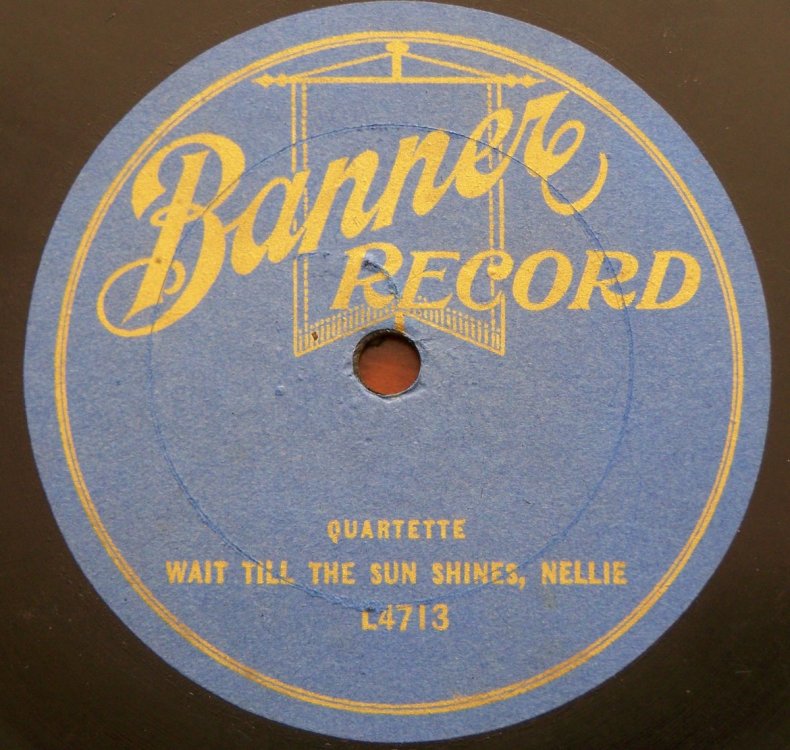 Banner
RECORD
QUARTETTE
WAIT TILL THE SUN SHINES, NELLIE
L4713